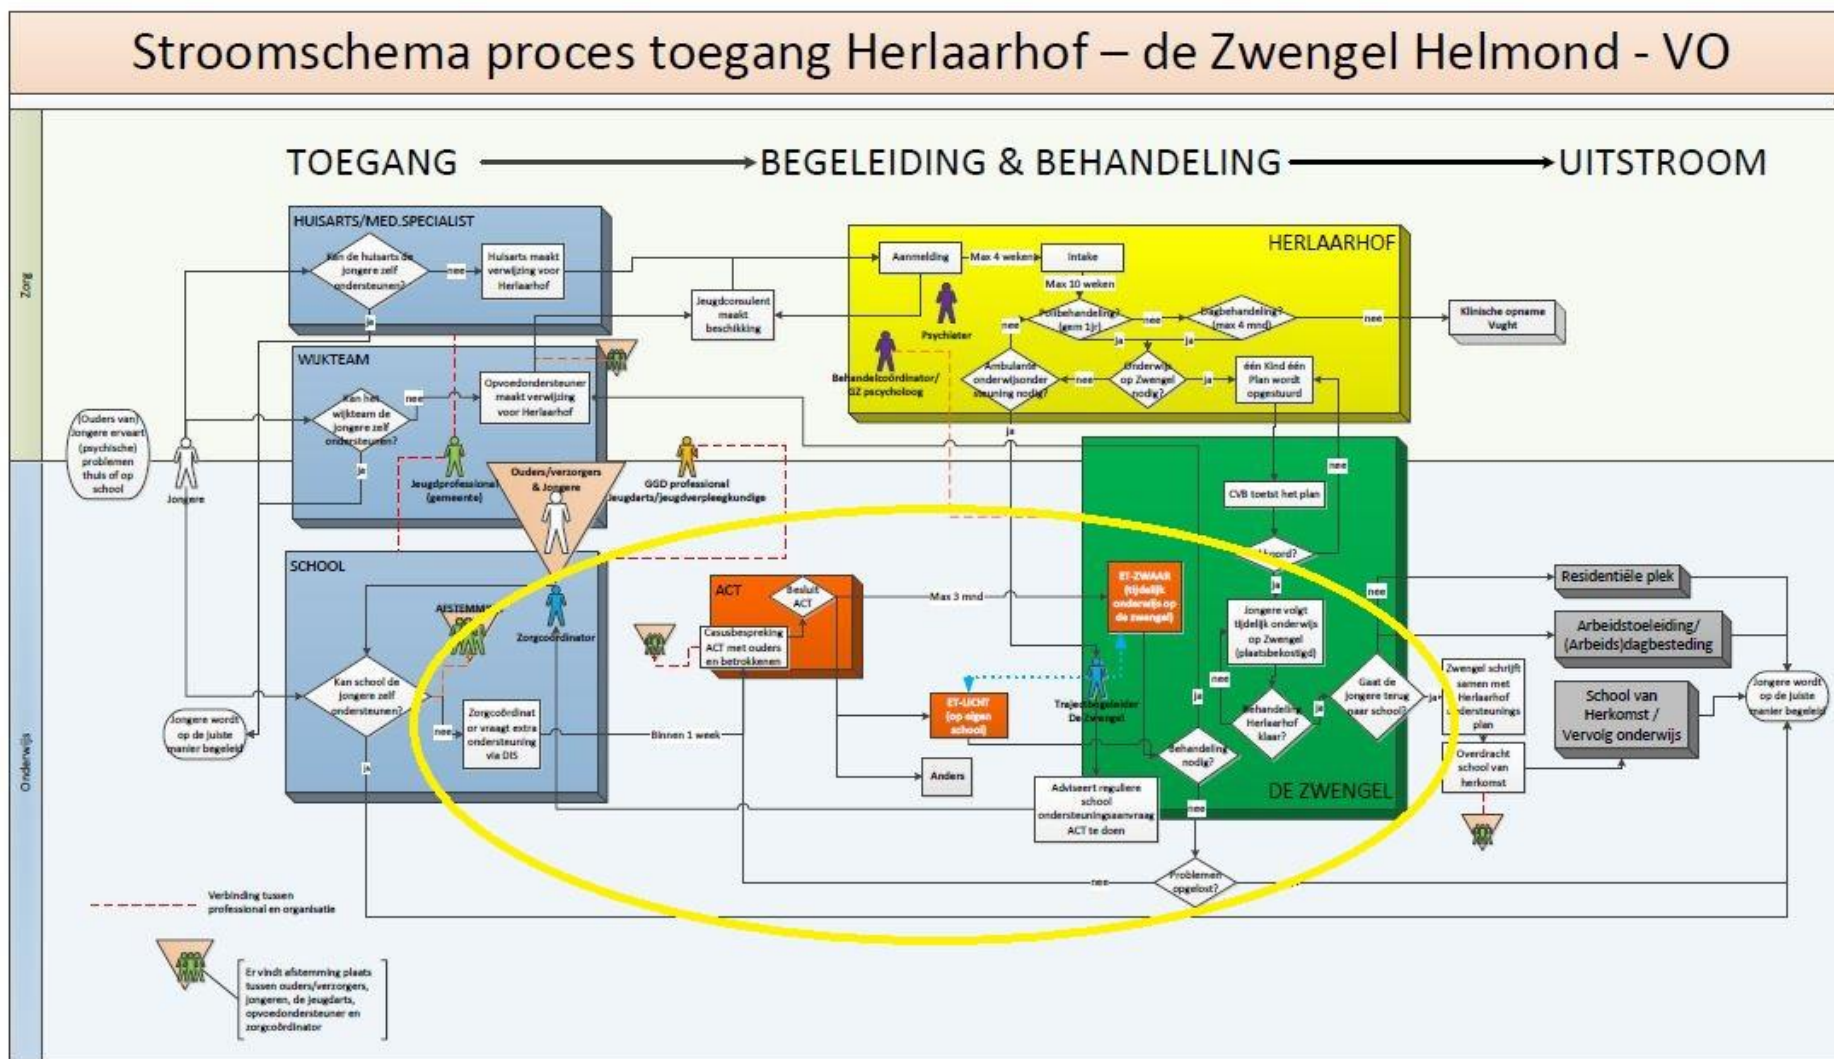 Stroomschema proces toegang Herlaarhof – de Zwengel Helmond - VO
Zorg
Onderwijs
TOEGANG
BEGELEIDING & BEHANDELING
UITSTROOM
HUISARTS/MED.SPECIALIST
Kan de huisarts de
jongere zelf
ondersteunen?
nee
Huisarts maakt
verwijzing voor
Herlaarhof
ja
Jeugdconsulent
maakt
beschikking
WIJKTEAM
Kan het
wijkteam de
jongere zelf
ondersteunen?
nee
Opvoedondersteuner
maakt verwijzing
voor Herlaarhof
ja
(Ouders van)
Jongere ervaart
(psychische)
problemen
thuis of op
school
Jongere
Jeugdprofessional
(gemeente)
Ouders/verzorgers
& Jongere
GGD professional
Jeugdarts/jeugdverpleegkundige
HERLAARHOF
Aanmelding
Max 4 weken
Intake
Max 10 weken
Psychiater
Polibehandeling?
(gem 1jr)
nee
Dagbehandeling?
(max 4 mnd)
nee
Klinische opname
Vught
nee
ja
ja
Behandelcoördinator/
GZ pscycholoog
Ambulante
onderwijsonder
steuning nodig?
nee
Onderwijs
op Zwengel
nodig?
ja
één Kind één
Plan wordt
opgestuurd
ja
nee
CVB toetst het plan
ja
SCHOOL
Zorgcoördinator
Kan school de
jongere zelf
ondersteunen?
nee
Zorgcoördinat
or vraagt extra
ondersteuning
via DIS
ja
Jongere wordt
op de juiste
manier begeleid
Binnen 1 week
ACT
Besluit
ACT
Casusbespreking
ACT met ouders
en betrokkenen
Max 3 mnd
ET-ZWAAR
(tijdelijk
onderwijs op
de zwengel)
ET-LICHT
(op eigen
school)
Anders
Trajectbegeleider
De Zwengel
Jongere volgt
tijdelijk onderwijs
op Zwengel
(plaatsbekostigd)
nee
ja
Behandeling
Herlaarhof
klaar?
ja
Gaat de
jongere terug
naar school?
nee
ja
Behandeling
nodig?
nee
DE ZWENGEL
Adviseert reguliere
school
ondersteuningsaanvraag
ACT te doen
Problemen
opgelost?
nee
Zwengel schrijft
samen met
Herlaarhof
ondersteunings
plan
Overdracht
school van
herkomst
Residentiële plek
Arbeidstoeleiding/
(Arbeids)dagbesteding
School van
Herkomst /
Vervolg onderwijs
Jongere wordt
op de juiste
manier begeleid
Verbinding tussen
professional en organisatie
Er vindt afstemming plaats
tussen ouders/verzorgers,
jongeren, de jeugdarts,
opvoedondersteuner en
zorgcoördinator